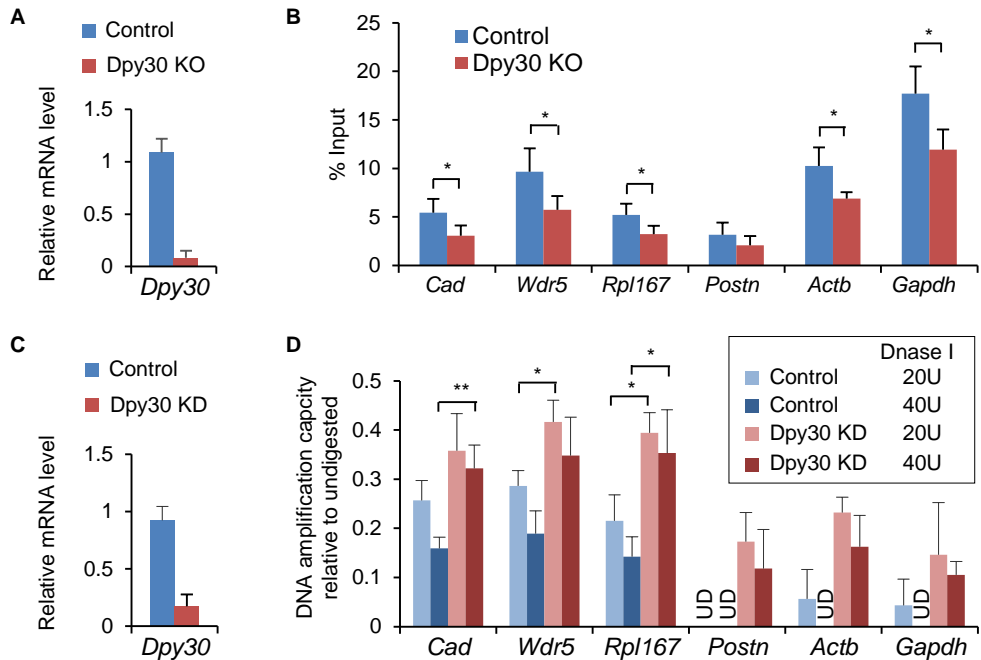 A
Control
Dpy30 KO
Relative mRNA level
1.5
1
0.5
0
Dpy30
B
Control
Dpy30 KO
% Input
25
20
15
10
5
0
*
*
*
*
*
Cad
Wdr5
Rpl167
Postn
Actb
Gapdh
C
Control
Dpy30 KD
Relative mRNA level
1.5
1
0.5
0
Dpy30
D
DNA amplification capcity
relative to undigested
0.5
0.4
0.3
0.2
0.1
0
**
*
*
*
UD
UD
UD
UD
Cad
Wdr5
Rpl167
Postn
Actb
Gapdh
Dnase I
Control 20U
Control 40U
Dpy30 KD 20U
Dpy30 KD 40U